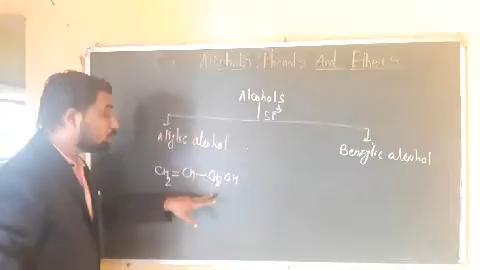 Alcohols, Phenols And Ethers
Alcohols
SP³
Allylic alcohol
Benzylic alcohol
CH₂=CH-CH₂OH